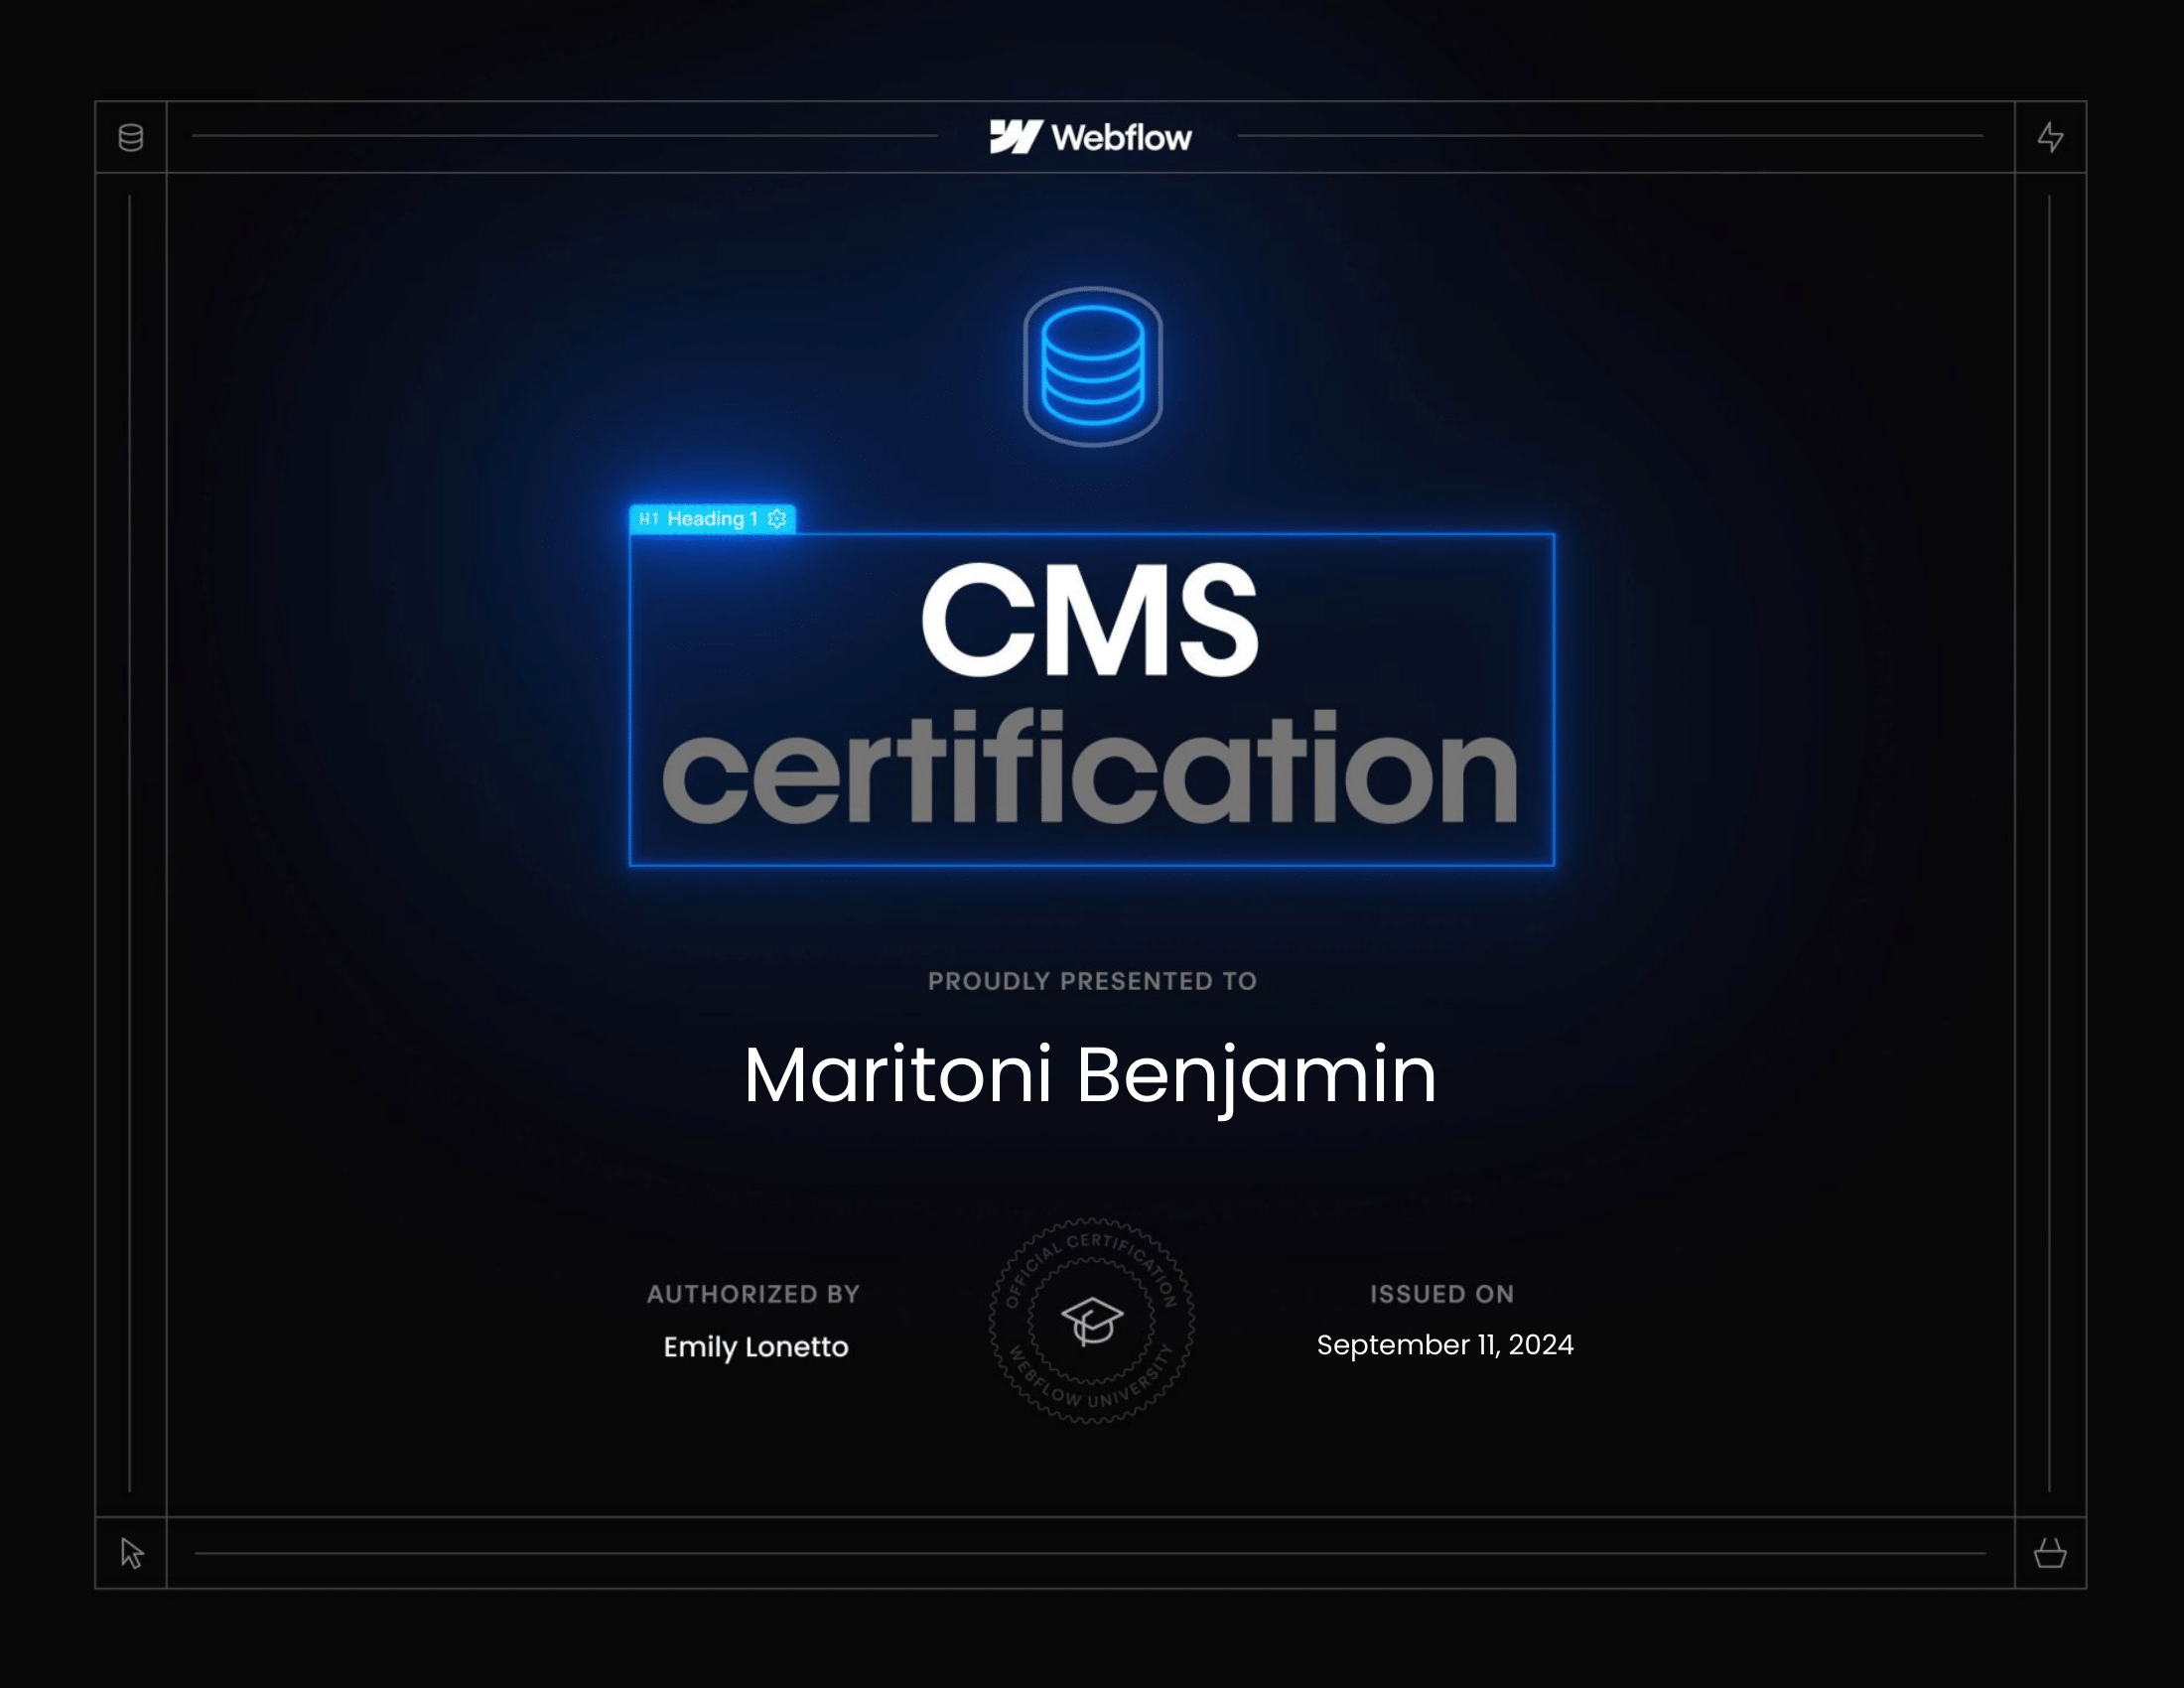 Webflow
H1 Heading 1
CMS
certification
PROUDLY PRESENTED TO
Maritoni Benjamin
AUTHORIZED BY
Emily Lonetto
OFFICIAL CERTIFICATION
WEBFLOW UNIVERSITY
ISSUED ON
September 11, 2024